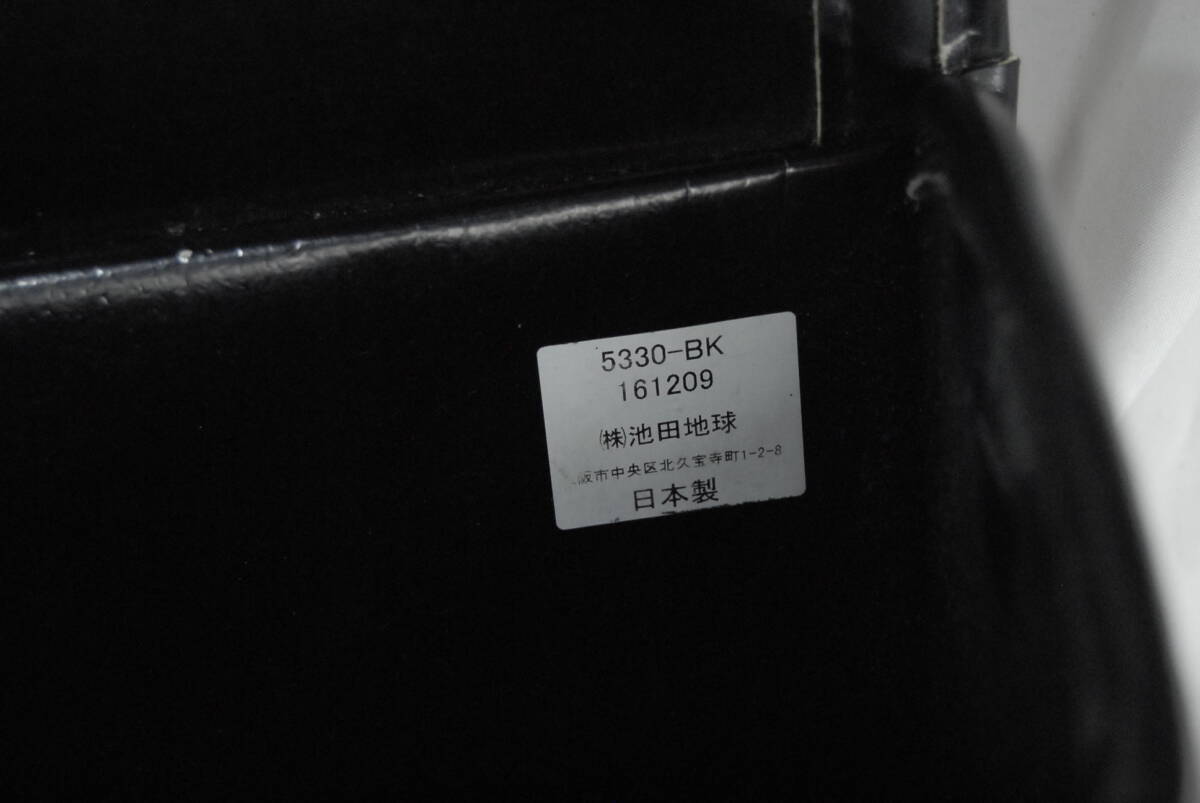 5330-BK
161209
㈱池田地球
阪市中央区北久宝寺町1-2-8
日本製